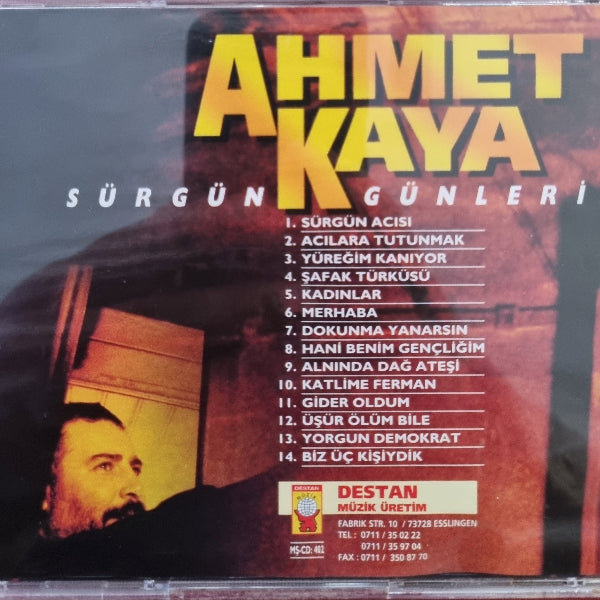 AHMET
KAYA
SÜRGÜN GÜNLERİ
1. SÜRGÜN ACISI
2. ACILARA TUTUNMAK
3. YÜREĞİM KANIYOR
4. ŞAFAK TÜRKÜSÜ
5. KADINLAR
6. MERHABA
7. DOKUNMA YANARSIN
8. HANİ BENİM GENÇLİĞİM
9. ALNINDA DAĞ ATEŞİ
10. KATLİME FERMAN
11. GİDER OLDUM
12. ÜŞÜR ÖLÜM BİLE
13. YORGUN DEMOKRAT
14. BİZ ÜÇ KİŞİYDİK
DESTAN
MÜZİK
MŞ-CD: 402
DESTAN
MÜZİK ÜRETİM
FABRIK STR. 10 / 73728 ESSLINGEN
TEL : 0711 / 35 02 22
0711 / 35 97 04
FAX : 0711 / 350 87 70